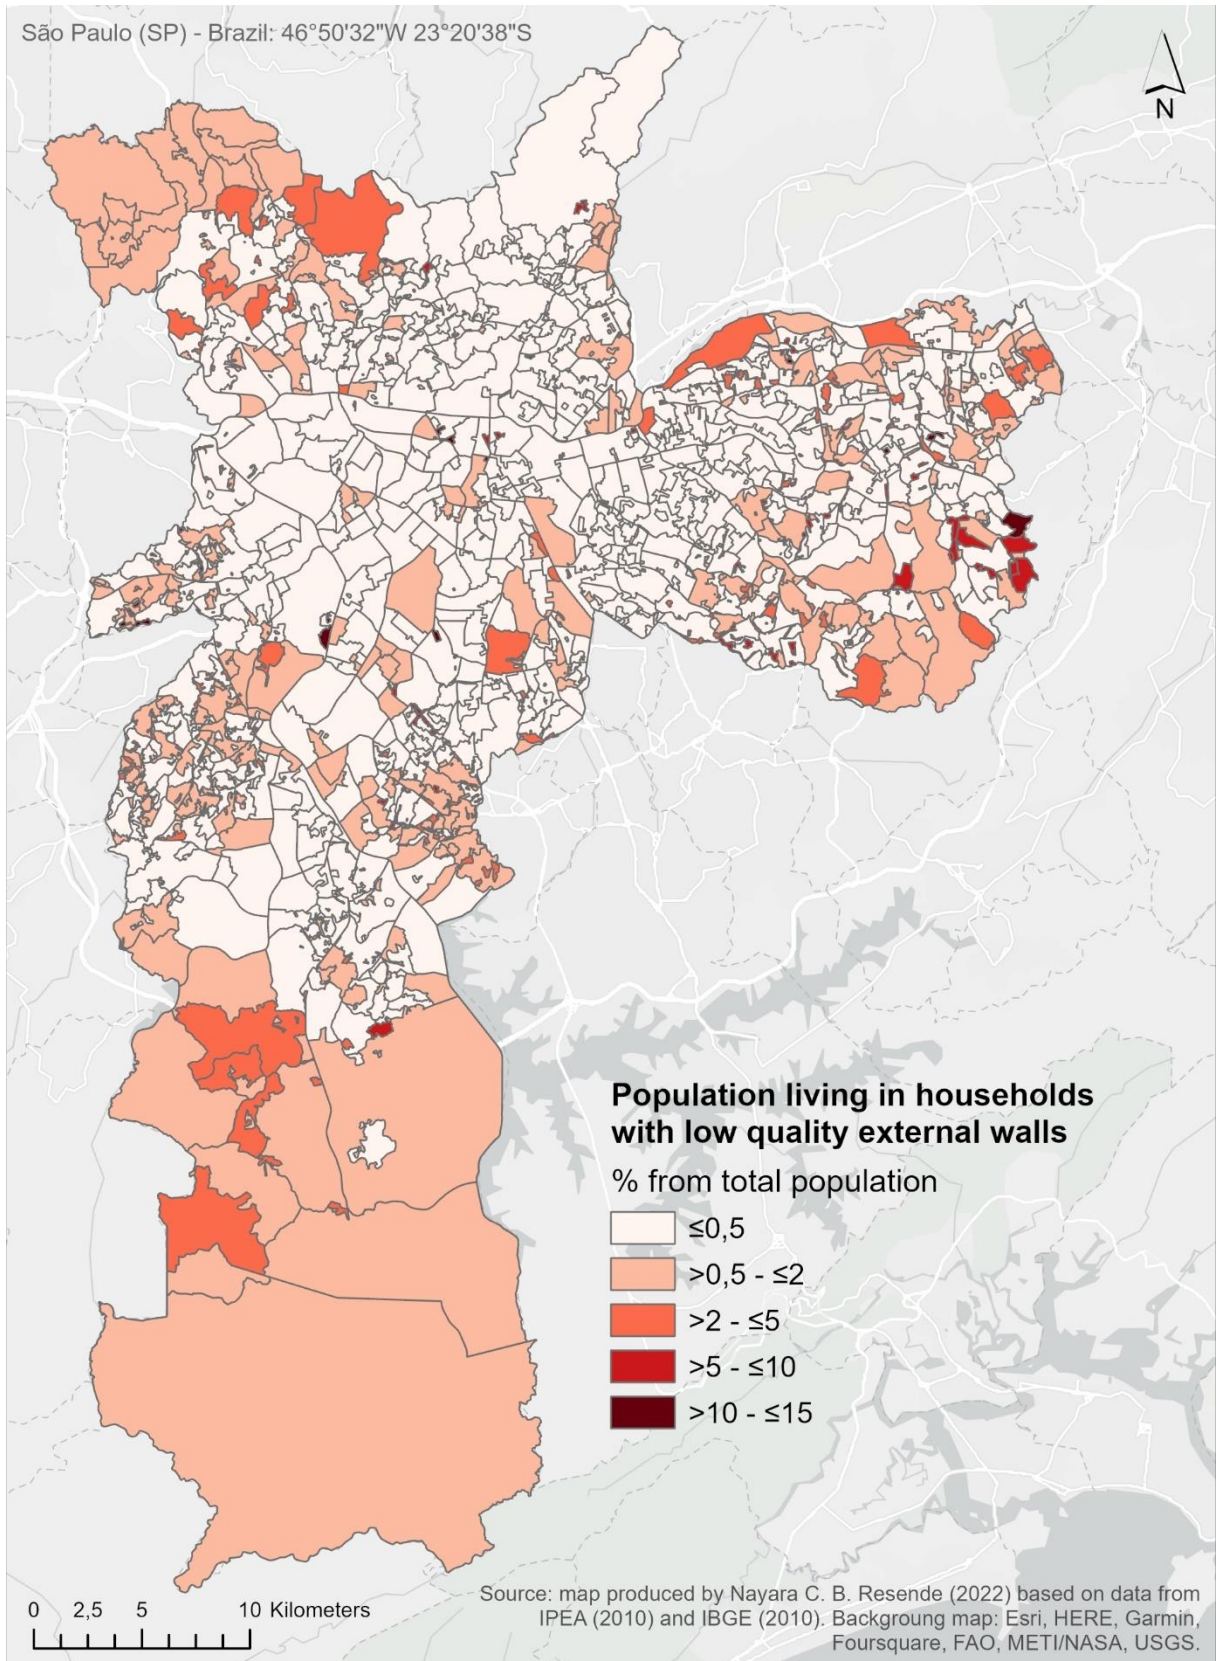 São Paulo (SP) - Brazil: 46°50'32"W 23°20'38"S
N
Population living in households
with low quality external walls
% from total population
≤0,5
>0,5 - ≤2
>2 - ≤5
>5 - ≤10
>10 - ≤15
0 2,5 5 10 Kilometers
Source: map produced by Nayara C. B. Resende (2022) based on data from
IPEA (2010) and IBGE (2010). Backgroung map: Esri, HERE, Garmin,
Foursquare, FAO, METI/NASA, USGS.